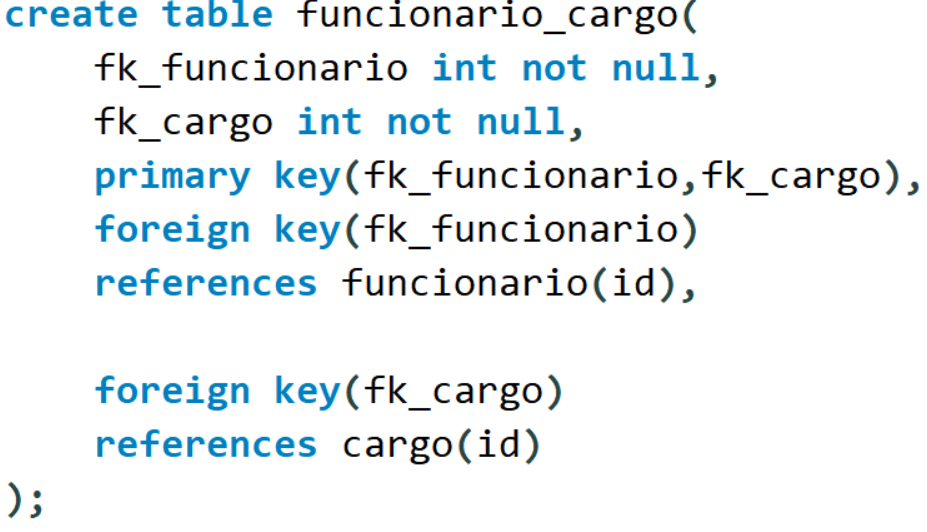 create table funcionario_cargo(
fk_funcionario int not null,
fk_cargo int not null,
primary key(fk_funcionario,fk_cargo),
foreign key(fk_funcionario)
references funcionario(id),
foreign key(fk_cargo)
references cargo(id)
);